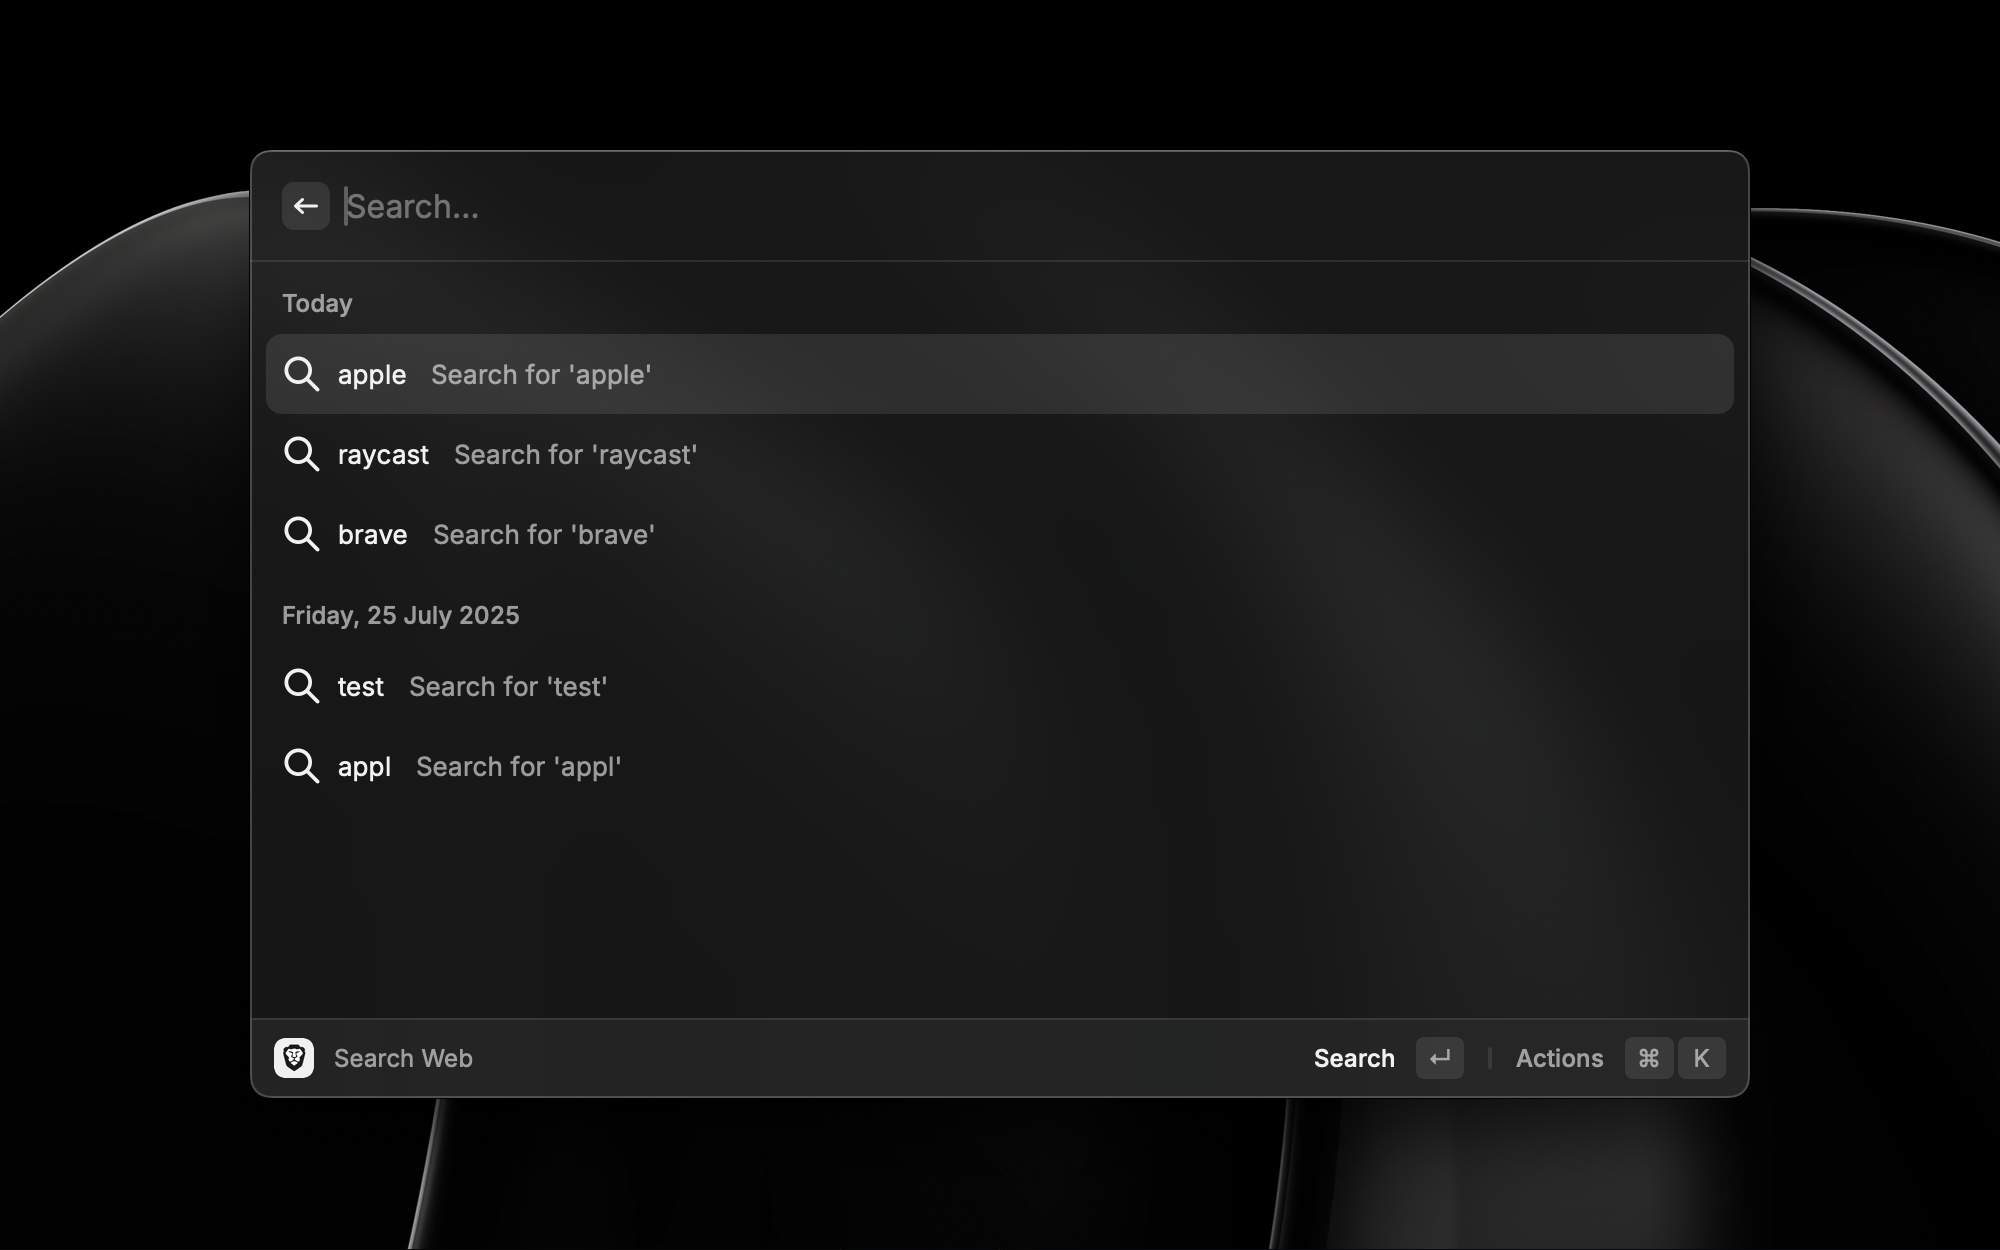 Search...
Today
apple Search for 'apple'
raycast Search for 'raycast'
brave Search for 'brave'
Friday, 25 July 2025
test Search for 'test'
appl Search for 'appl'
Search Web Search ↵ Actions ⌘ K